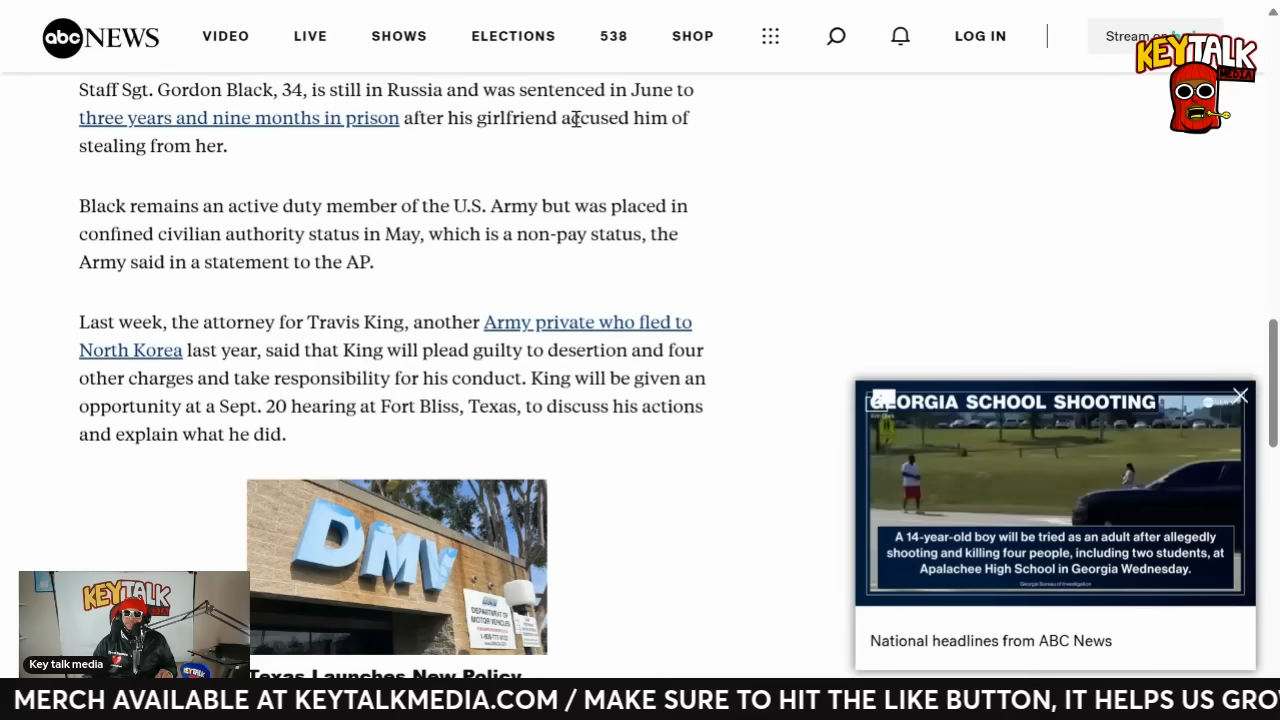 abc NEWS VIDEO LIVE SHOWS ELECTIONS 538 SHOP LOG IN Stream on
KEYTALK
MEDIA
Staff Sgt. Gordon Black, 34, is still in Russia and was sentenced in June to
three years and nine months in prison after his girlfriend accused him of
stealing from her.
Black remains an active duty member of the U.S. Army but was placed in
confined civilian authority status in May, which is a non-pay status, the
Army said in a statement to the AP.
Last week, the attorney for Travis King, another Army private who fled to
North Korea last year, said that King will plead guilty to desertion and four
other charges and take responsibility for his conduct. King will be given an
opportunity at a Sept. 20 hearing at Fort Bliss, Texas, to discuss his actions
and explain what he did.
GEORGIA SCHOOL SHOOTING
A 14-year-old boy will be tried as an adult after allegedly
shooting and killing four people, including two students, at
Apalachee High School in Georgia Wednesday.
Georgia Bureau of Investigation
National headlines from ABC News
DMV
DEPARTMENT OF
MOTOR VEHICLES
KEYTALK
MEDIA
Key talk media
Texas Launches New Policy
MERCH AVAILABLE AT KEYTALKMEDIA.COM / MAKE SURE TO HIT THE LIKE BUTTON, IT HELPS US GRO